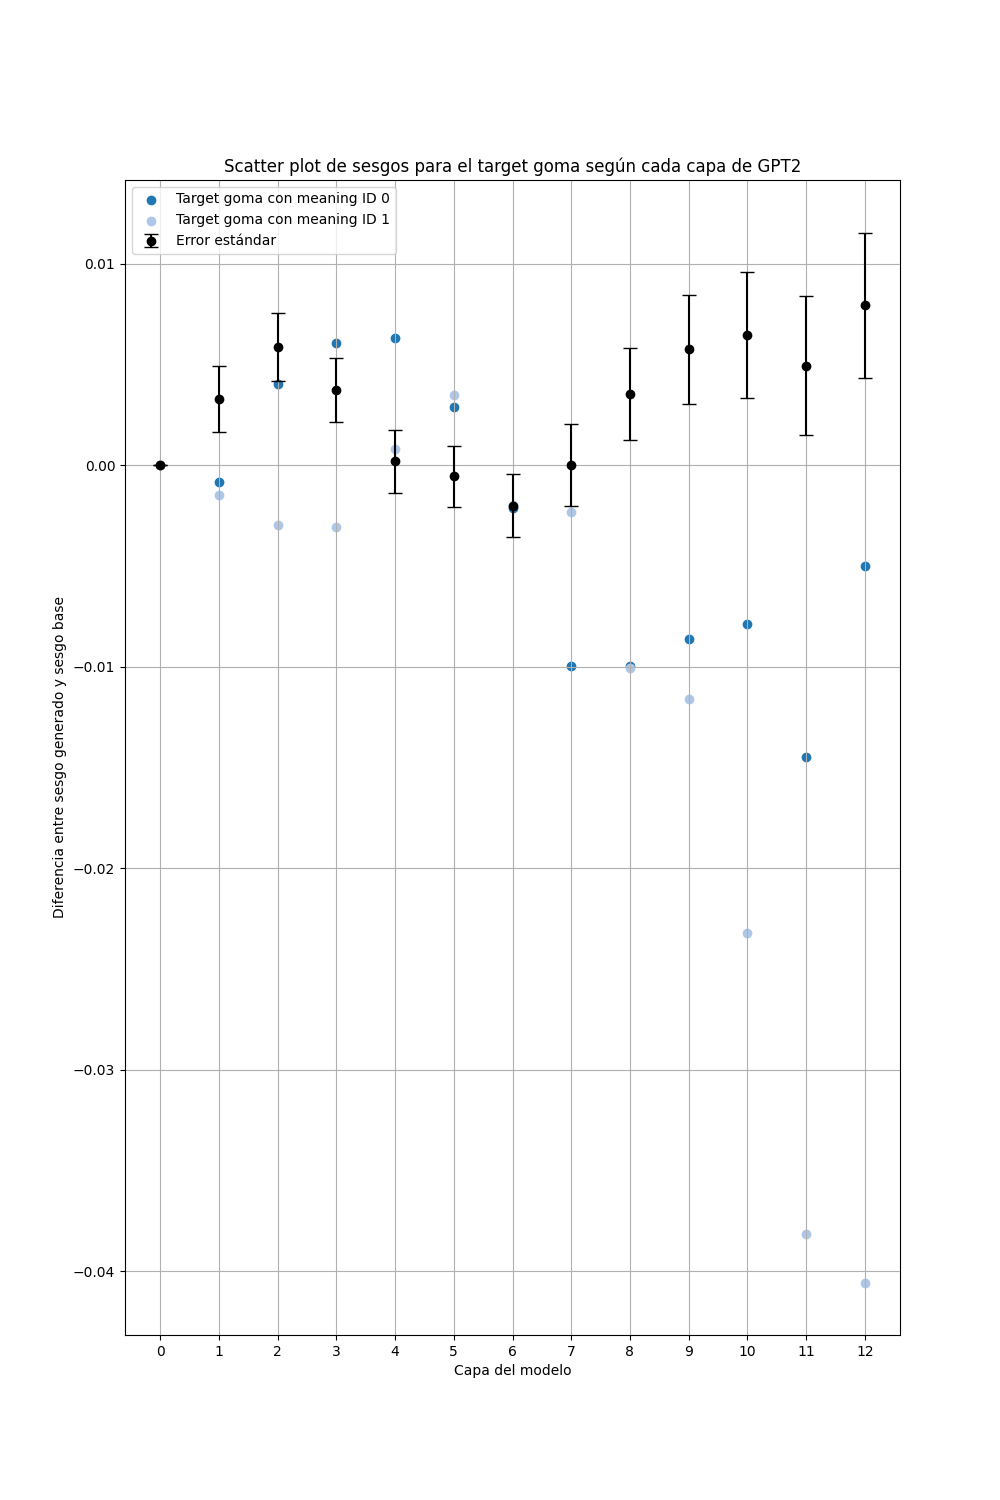 Scatter plot de sesgos para el target goma según cada capa de GPT2
Target goma con meaning ID 0
Target goma con meaning ID 1
Error estándar
0.01
0.00
−0.01
−0.02
−0.03
−0.04
Diferencia entre sesgo generado y sesgo base
0 1 2 3 4 5 6 7 8 9 10 11 12
Capa del modelo